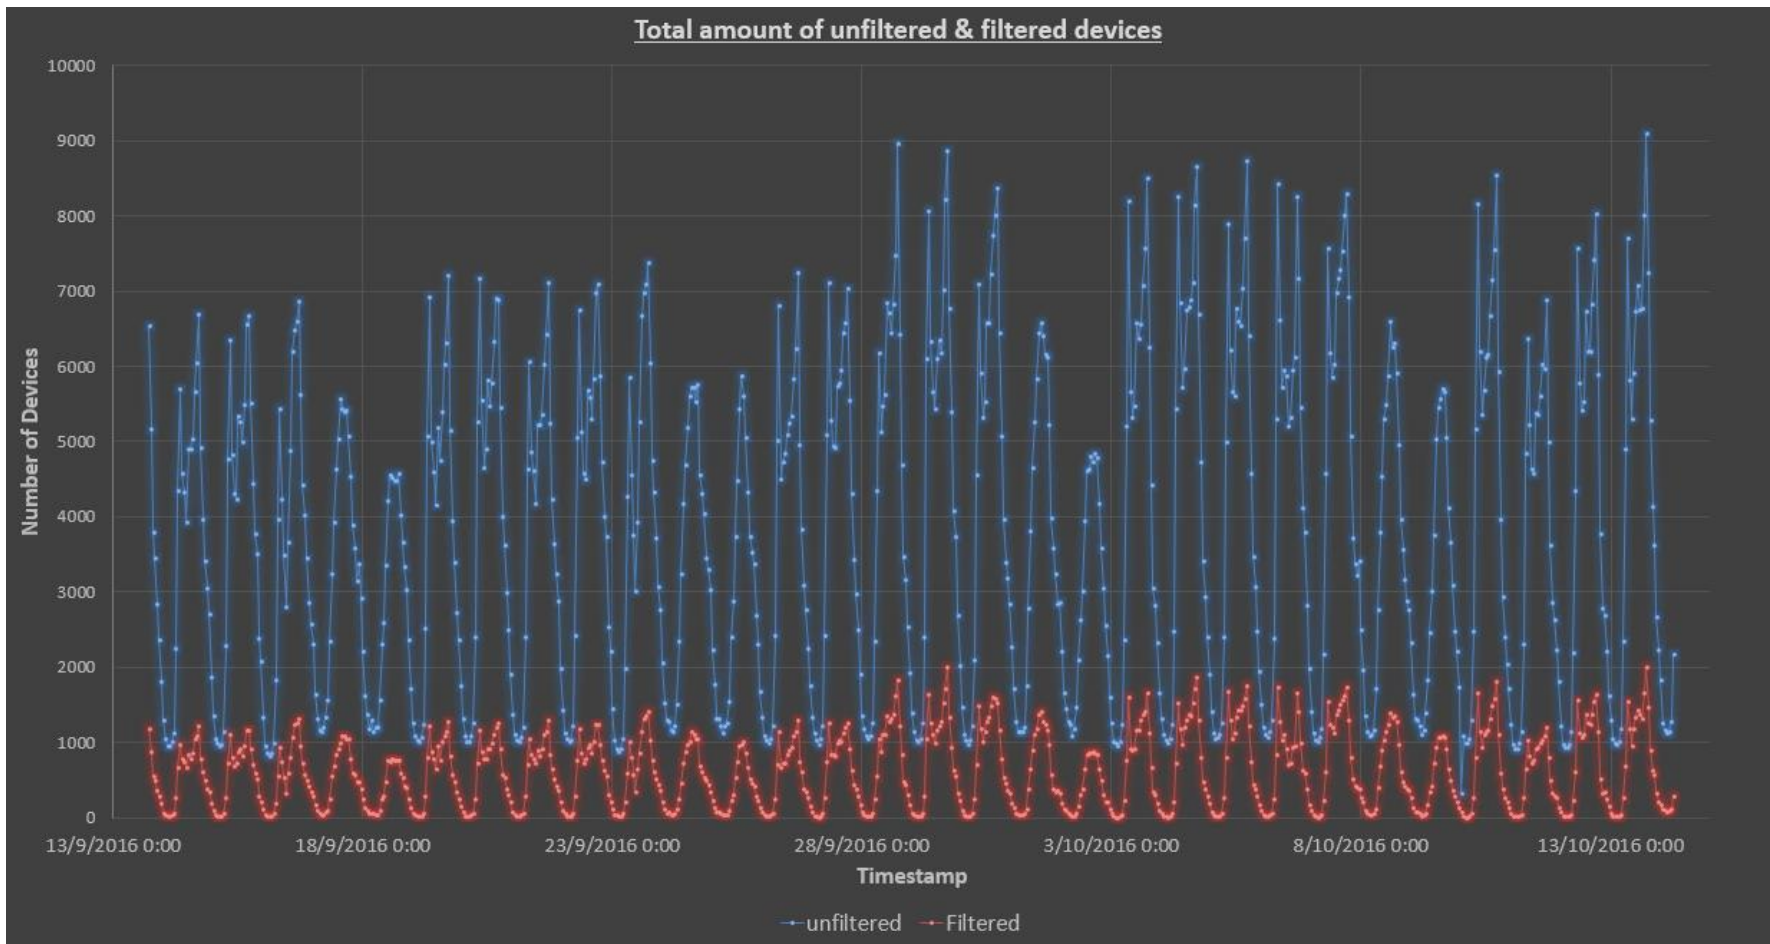 Total amount of unfiltered & filtered devices
10000
9000
8000
7000
6000
5000
4000
3000
2000
1000
0
Number of Devices
13/9/2016 0:00 18/9/2016 0:00 23/9/2016 0:00 28/9/2016 0:00 3/10/2016 0:00 8/10/2016 0:00 13/10/2016 0:00
Timestamp
unfiltered Filtered